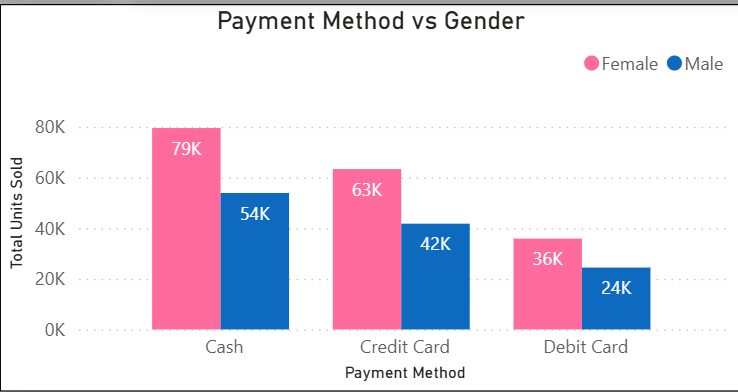 Payment Method vs Gender
Female Male
80K
60K
40K
20K
0K
Total Units Sold
79K
54K
63K
42K
36K
24K
Cash Credit Card Debit Card
Payment Method